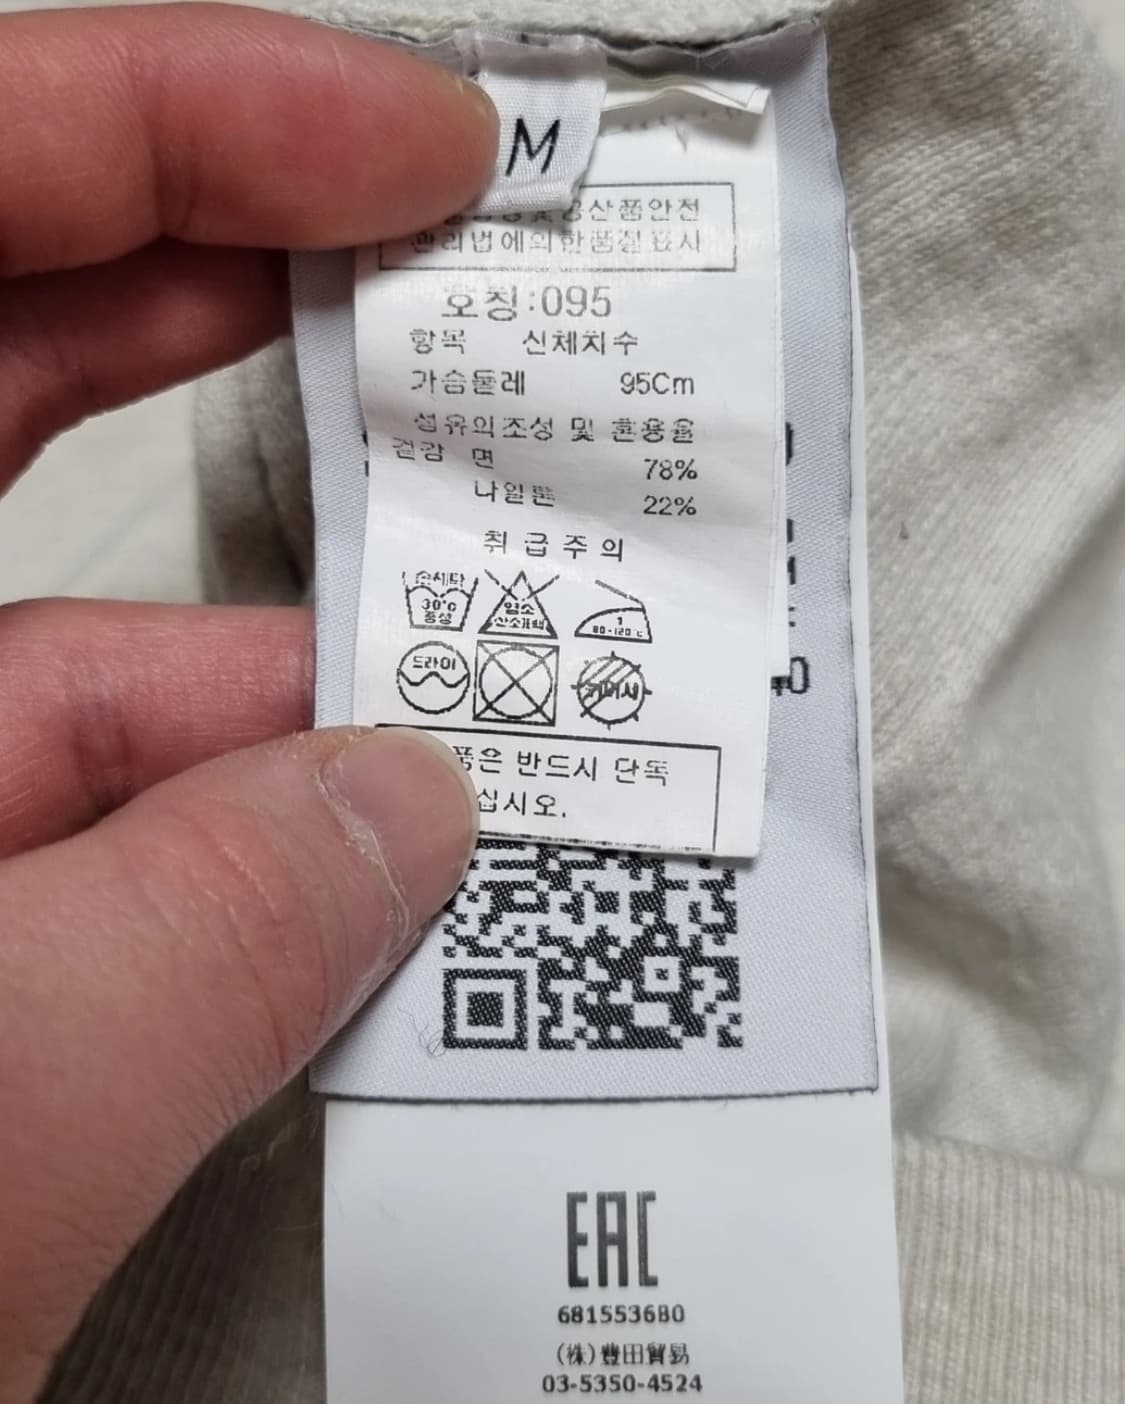 M
공산품안전
관리법에의한품질표시
호칭:095
항목 신체치수
가슴둘레 95Cm
섬유의조성 및 혼용율
겉감 면 78%
나일론 22%
취급주의
손세탁
30°c
중성
염소
산소표백
1
80-120°c
드라이
품은 반드시 단독
십시오.
EAC
6815536B0
(株)豊田貿易
03-5350-4524